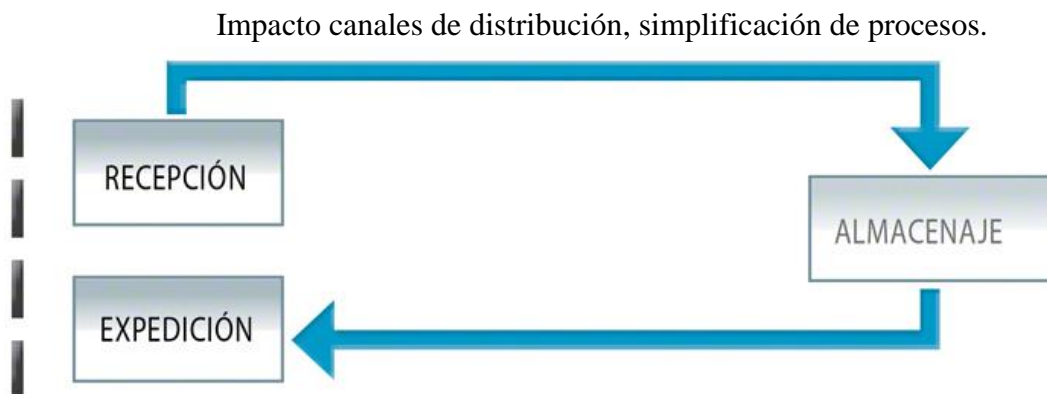 Impacto canales de distribución, simplificación de procesos.
RECEPCIÓN
ALMACENAJE
EXPEDICIÓN